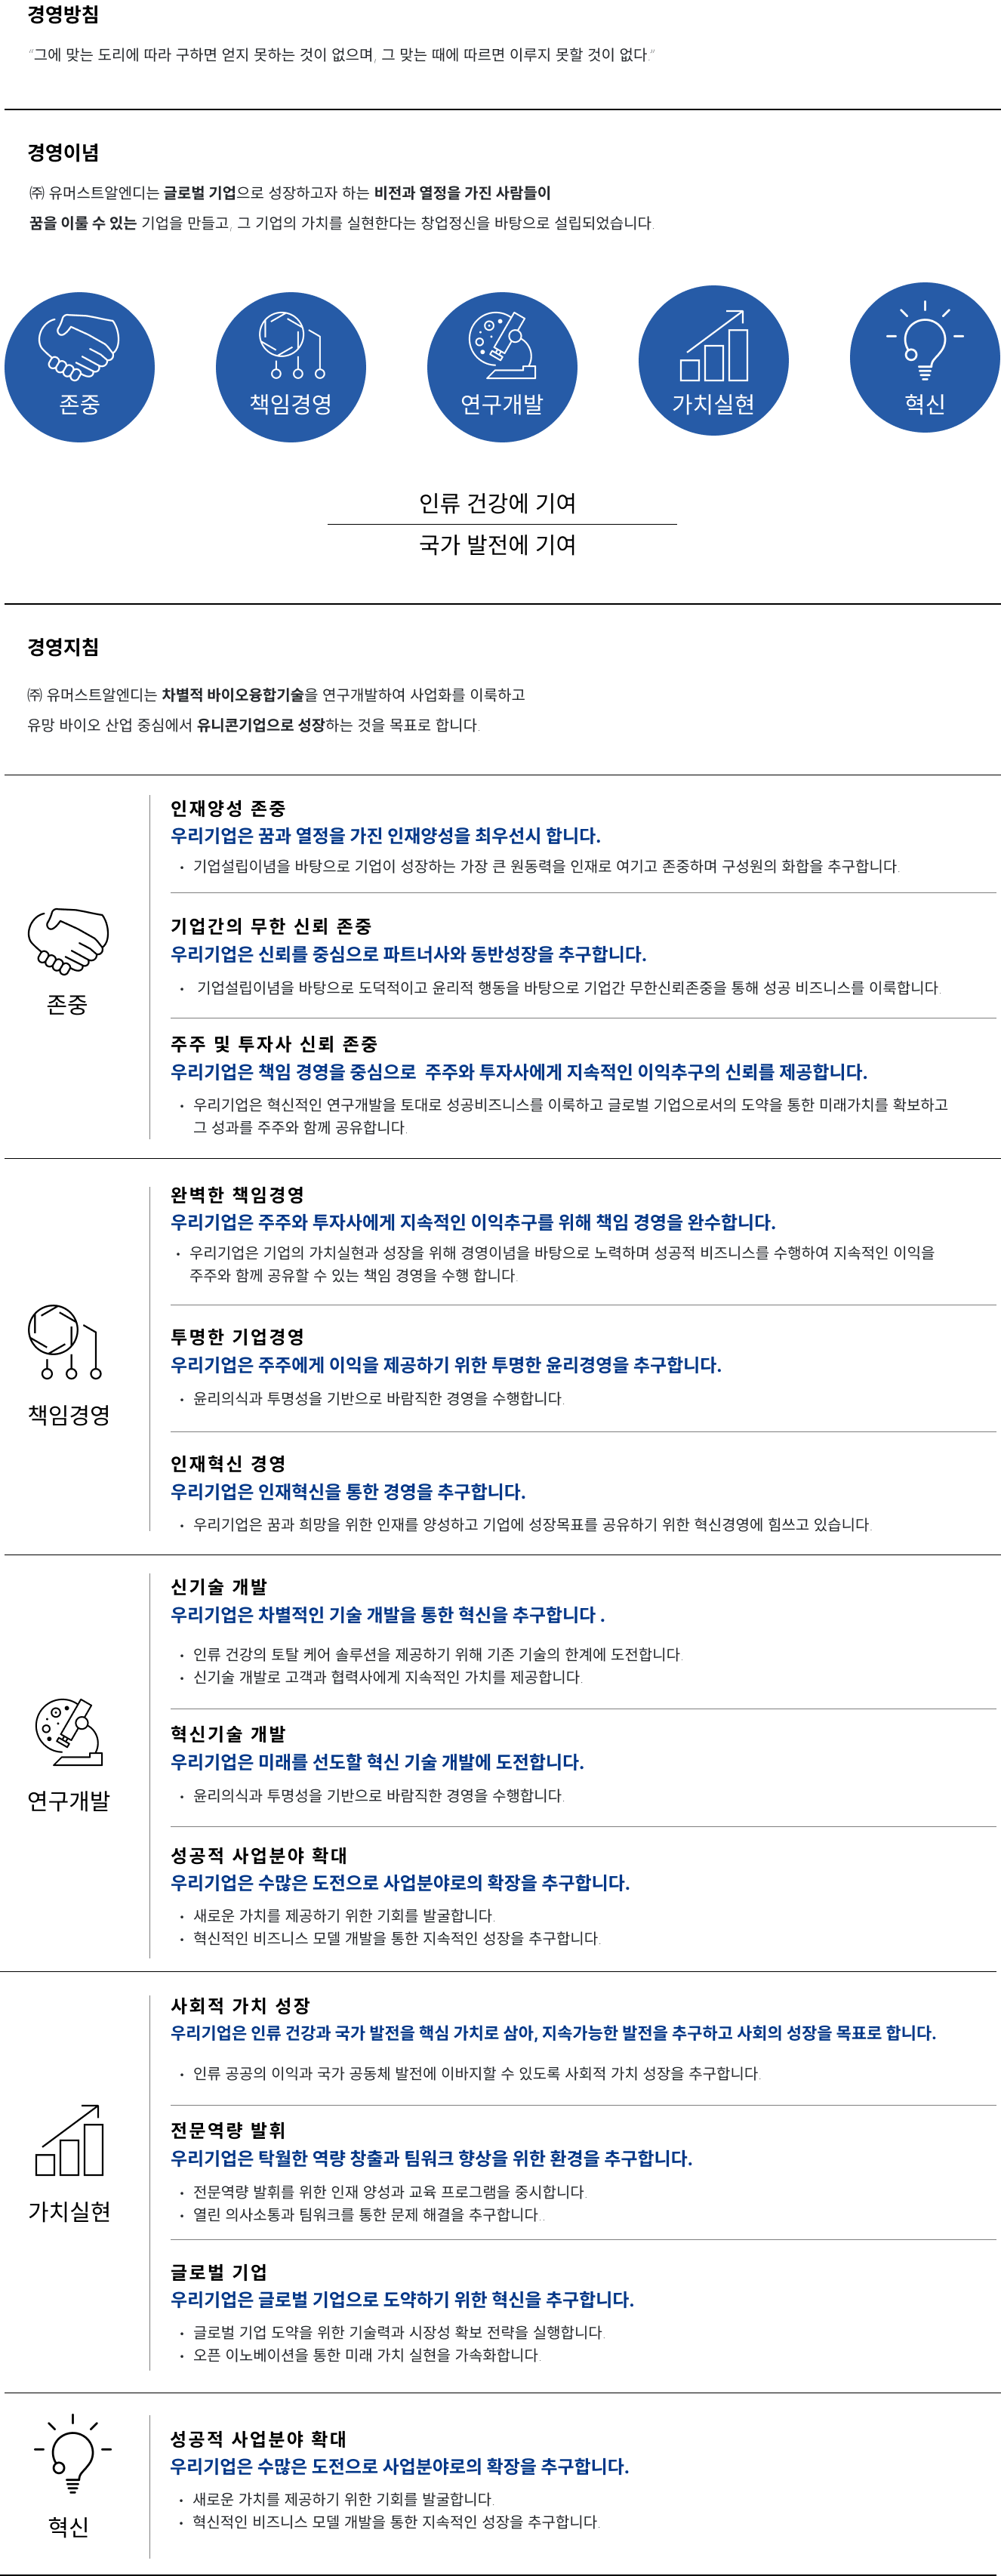 경영방침
“그에 맞는 도리에 따라 구하면 얻지 못하는 것이 없으며, 그 맞는 때에 따르면 이루지 못할 것이 없다.”
경영이념
㈜ 유머스트알엔디는 글로벌 기업으로 성장하고자 하는 비전과 열정을 가진 사람들이
꿈을 이룰 수 있는 기업을 만들고, 그 기업의 가치를 실현한다는 창업정신을 바탕으로 설립되었습니다.
존중
책임경영
연구개발
가치실현
혁신
인류 건강에 기여
국가 발전에 기여
경영지침
㈜ 유머스트알엔디는 차별적 바이오융합기술을 연구개발하여 사업화를 이룩하고
유망 바이오 산업 중심에서 유니콘기업으로 성장하는 것을 목표로 합니다.
존중
인재양성 존중
우리기업은 꿈과 열정을 가진 인재양성을 최우선시 합니다.
• 기업설립이념을 바탕으로 기업이 성장하는 가장 큰 원동력을 인재로 여기고 존중하며 구성원의 화합을 추구합니다.
기업간의 무한 신뢰 존중
우리기업은 신뢰를 중심으로 파트너사와 동반성장을 추구합니다.
• 기업설립이념을 바탕으로 도덕적이고 윤리적 행동을 바탕으로 기업간 무한신뢰존중을 통해 성공 비즈니스를 이룩합니다.
주주 및 투자사 신뢰 존중
우리기업은 책임 경영을 중심으로 주주와 투자사에게 지속적인 이익추구의 신뢰를 제공합니다.
• 우리기업은 혁신적인 연구개발을 토대로 성공비즈니스를 이룩하고 글로벌 기업으로서의 도약을 통한 미래가치를 확보하고
그 성과를 주주와 함께 공유합니다.
책임경영
완벽한 책임경영
우리기업은 주주와 투자사에게 지속적인 이익추구를 위해 책임 경영을 완수합니다.
• 우리기업은 기업의 가치실현과 성장을 위해 경영이념을 바탕으로 노력하며 성공적 비즈니스를 수행하여 지속적인 이익을
주주와 함께 공유할 수 있는 책임 경영을 수행 합니다.
투명한 기업경영
우리기업은 주주에게 이익을 제공하기 위한 투명한 윤리경영을 추구합니다.
• 윤리의식과 투명성을 기반으로 바람직한 경영을 수행합니다.
인재혁신 경영
우리기업은 인재혁신을 통한 경영을 추구합니다.
• 우리기업은 꿈과 희망을 위한 인재를 양성하고 기업에 성장목표를 공유하기 위한 혁신경영에 힘쓰고 있습니다.
연구개발
신기술 개발
우리기업은 차별적인 기술 개발을 통한 혁신을 추구합니다 .
• 인류 건강의 토탈 케어 솔루션을 제공하기 위해 기존 기술의 한계에 도전합니다.
• 신기술 개발로 고객과 협력사에게 지속적인 가치를 제공합니다.
혁신기술 개발
우리기업은 미래를 선도할 혁신 기술 개발에 도전합니다.
• 윤리의식과 투명성을 기반으로 바람직한 경영을 수행합니다.
성공적 사업분야 확대
우리기업은 수많은 도전으로 사업분야로의 확장을 추구합니다.
• 새로운 가치를 제공하기 위한 기회를 발굴합니다.
• 혁신적인 비즈니스 모델 개발을 통한 지속적인 성장을 추구합니다.
가치실현
사회적 가치 성장
우리기업은 인류 건강과 국가 발전을 핵심 가치로 삼아, 지속가능한 발전을 추구하고 사회의 성장을 목표로 합니다.
• 인류 공공의 이익과 국가 공동체 발전에 이바지할 수 있도록 사회적 가치 성장을 추구합니다.
전문역량 발휘
우리기업은 탁월한 역량 창출과 팀워크 향상을 위한 환경을 추구합니다.
• 전문역량 발휘를 위한 인재 양성과 교육 프로그램을 중시합니다.
• 열린 의사소통과 팀워크를 통한 문제 해결을 추구합니다..
글로벌 기업
우리기업은 글로벌 기업으로 도약하기 위한 혁신을 추구합니다.
• 글로벌 기업 도약을 위한 기술력과 시장성 확보 전략을 실행합니다.
• 오픈 이노베이션을 통한 미래 가치 실현을 가속화합니다.
혁신
성공적 사업분야 확대
우리기업은 수많은 도전으로 사업분야로의 확장을 추구합니다.
• 새로운 가치를 제공하기 위한 기회를 발굴합니다.
• 혁신적인 비즈니스 모델 개발을 통한 지속적인 성장을 추구합니다.